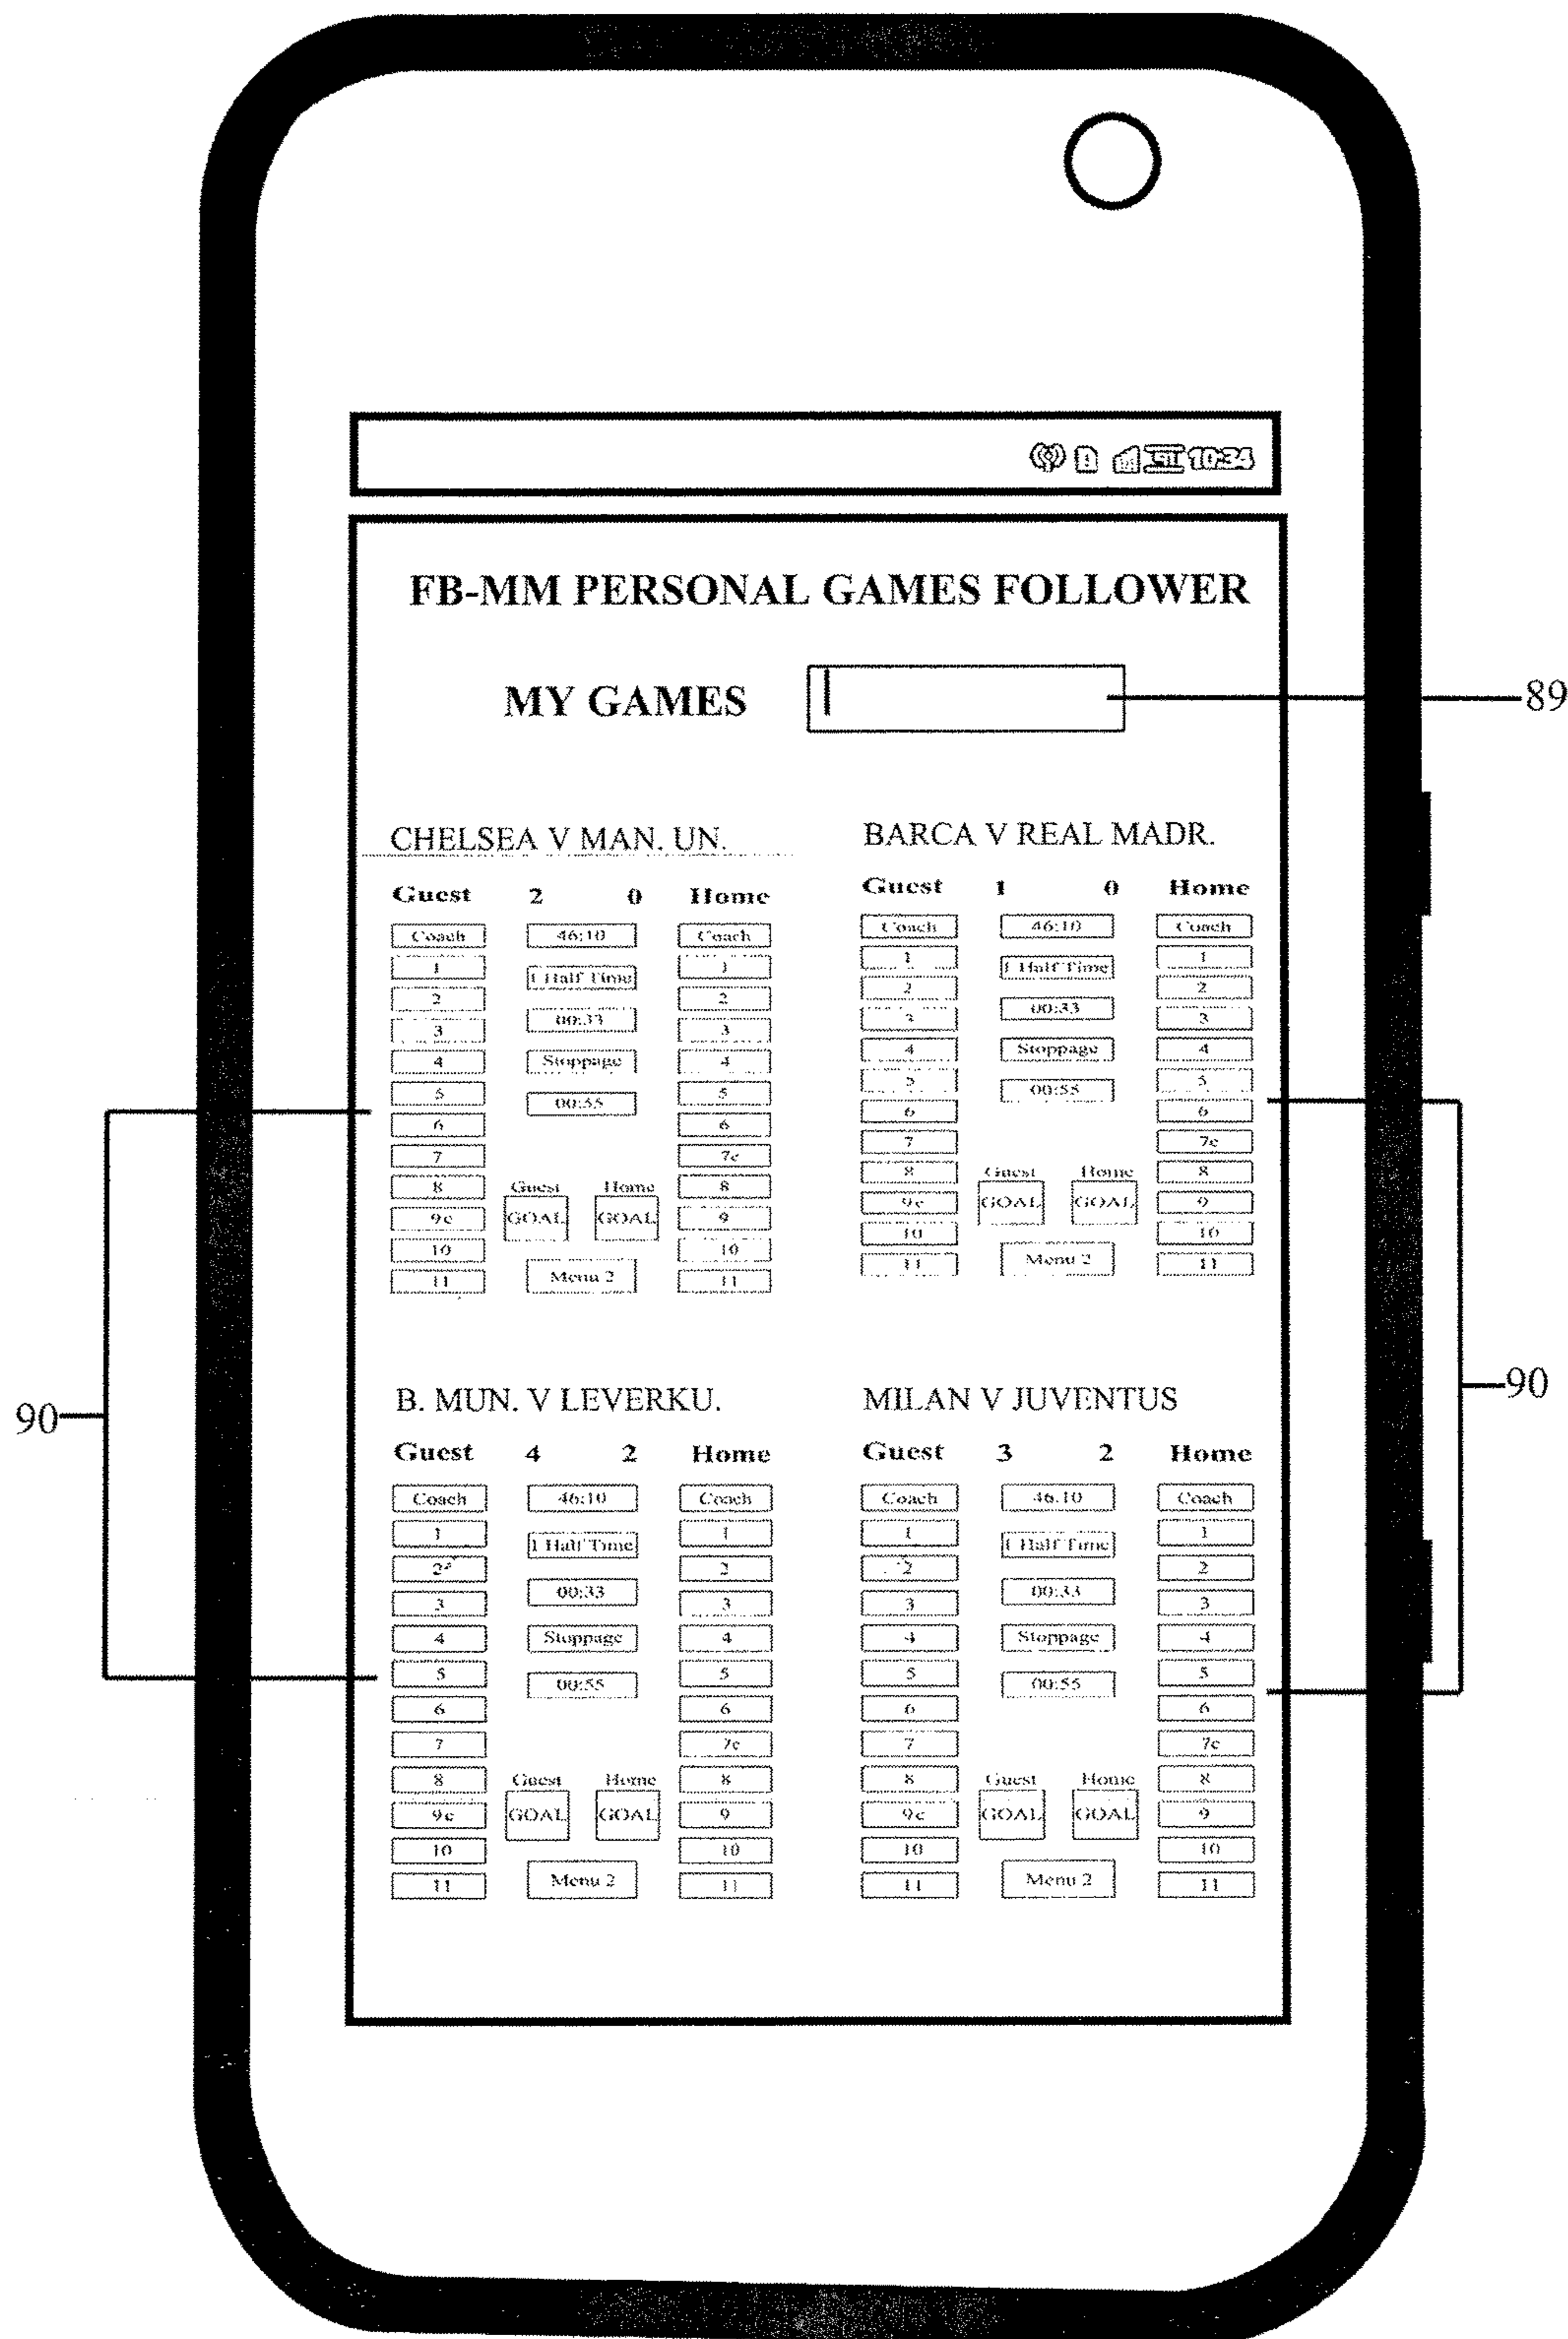 10:34
FB-MM PERSONAL GAMES FOLLOWER
MY GAMES
89
CHELSEA V MAN. UN.
Guest 2 0 Home
Coach 46:10 Coach
1 1 Half Time 1
2 2
3 00:33 3
4 Stoppage 4
5 00:55 5
6 6
7 7c
8 Guest Home 8
9c GOAL GOAL 9
10 10
11 Menu 2 11
BARCA V REAL MADR.
Guest 1 0 Home
Coach 46:10 Coach
1 1 Half Time 1
2 2
3 00:33 3
4 Stoppage 4
5 00:55 5
6 6
7 7c
8 Guest Home 8
9c GOAL GOAL 9
10 10
11 Menu 2 11
90
90
B. MUN. V LEVERKU.
Guest 4 2 Home
Coach 46:10 Coach
1 1 Half Time 1
2 2
3 00:33 3
4 Stoppage 4
5 00:55 5
6 6
7 7c
8 Guest Home 8
9c GOAL GOAL 9
10 10
11 Menu 2 11
MILAN V JUVENTUS
Guest 3 2 Home
Coach 46:10 Coach
1 1 Half Time 1
2 2
3 00:33 3
4 Stoppage 4
5 00:55 5
6 6
7 7c
8 Guest Home 8
9c GOAL GOAL 9
10 10
11 Menu 2 11